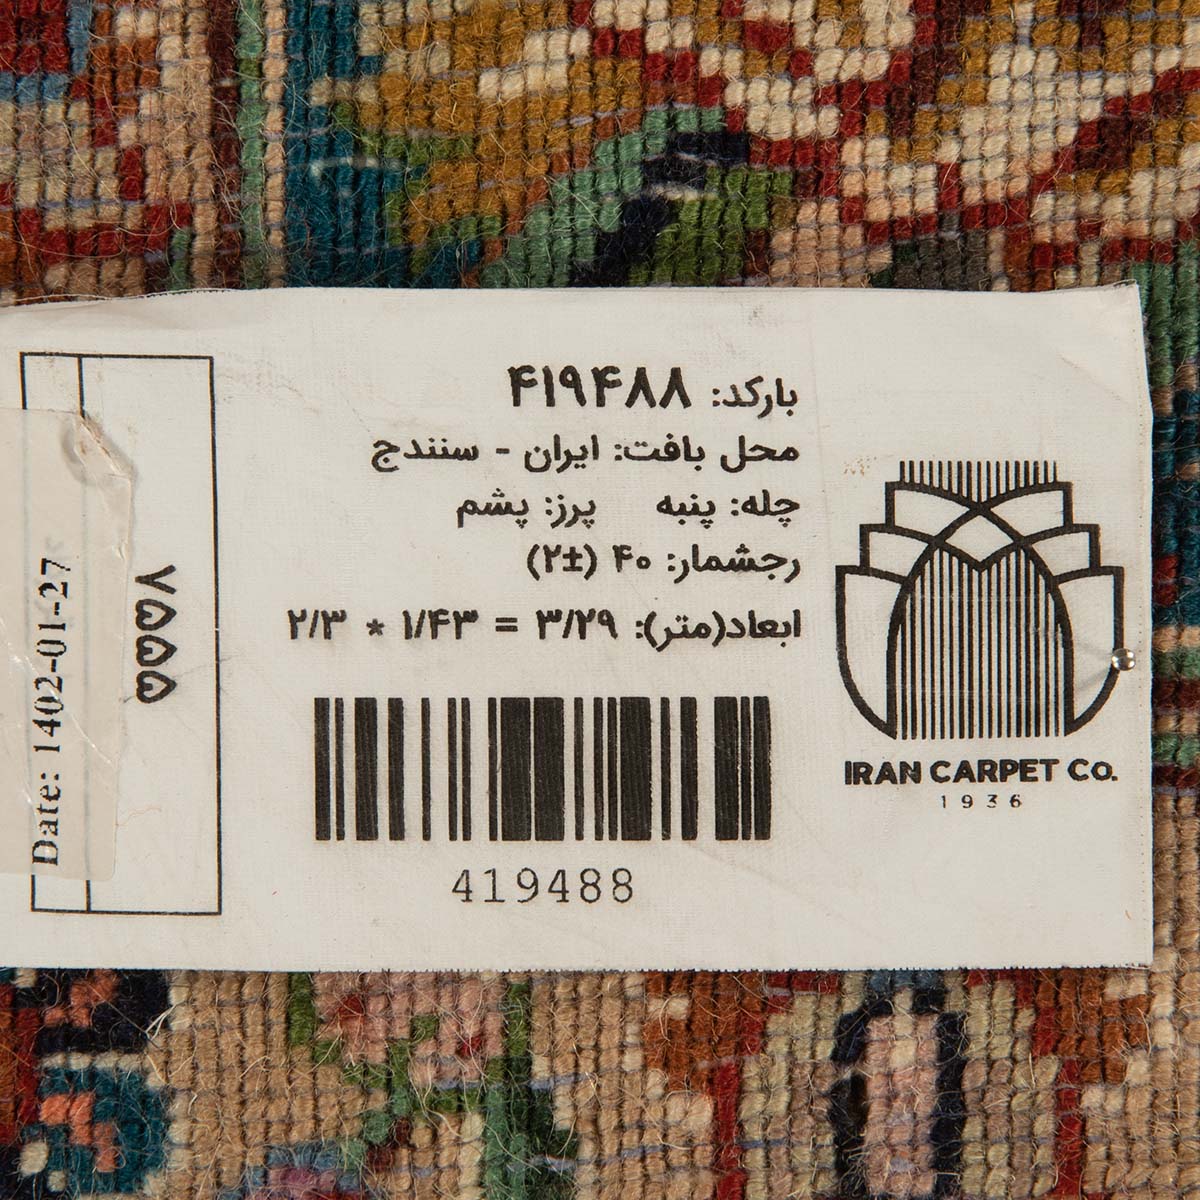 بارکد: ۴۱۹۴۸۸
محل بافت: ایران - سنندج
چله: پنبه پرز: پشم
رجشمار: ۴۰ (±۲)
ابعاد(متر): ۳/۲۹ = ۱/۴۳ * ۲/۳
419488
IRAN CARPET CO.
1936
۷۵۵۵
Date: 1402-01-27